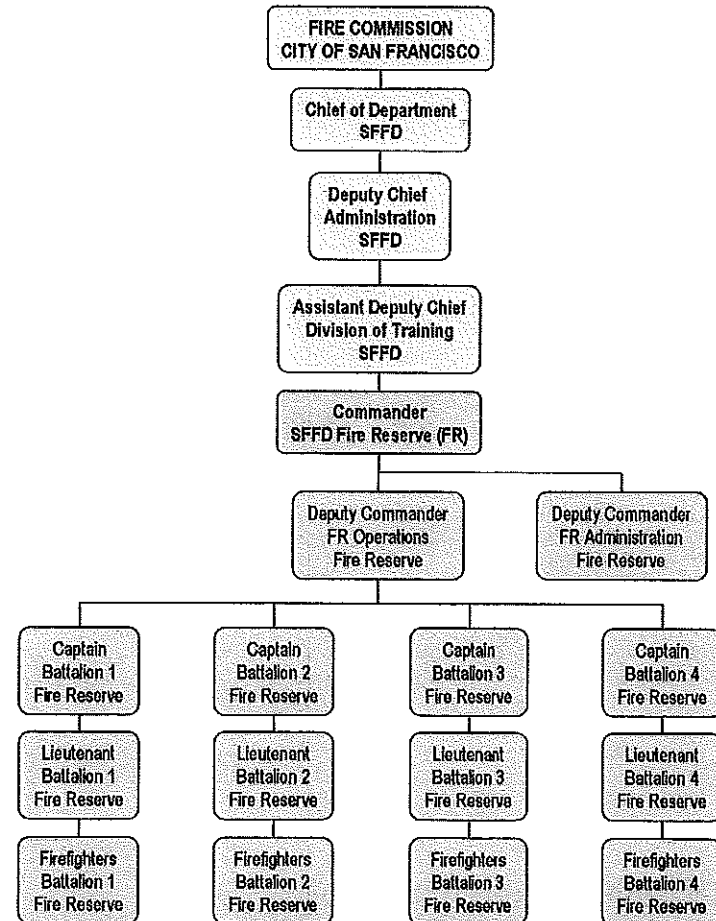 FIRE COMMISSION
CITY OF SAN FRANCISCO
Chief of Department
SFFD
Deputy Chief
Administration
SFFD
Assistant Deputy Chief
Division of Training
SFFD
Commander
SFFD Fire Reserve (FR)
Deputy Commander
FR Operations
Fire Reserve
Deputy Commander
FR Administration
Fire Reserve
Captain
Battalion 1
Fire Reserve
Captain
Battalion 2
Fire Reserve
Captain
Battalion 3
Fire Reserve
Captain
Battalion 4
Fire Reserve
Lieutenant
Battalion 1
Fire Reserve
Lieutenant
Battalion 2
Fire Reserve
Lieutenant
Battalion 3
Fire Reserve
Lieutenant
Battalion 4
Fire Reserve
Firefighters
Battalion 1
Fire Reserve
Firefighters
Battalion 2
Fire Reserve
Firefighters
Battalion 3
Fire Reserve
Firefighters
Battalion 4
Fire Reserve